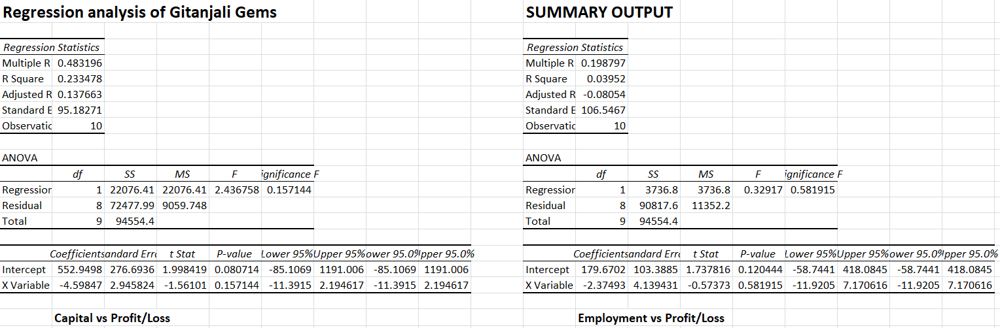 Regression analysis of Gitanjali Gems SUMMARY OUTPUT
Regression Statistics Regression Statistics
Multiple R 0.483196 Multiple R 0.198797
R Square 0.233478 R Square 0.03952
Adjusted R 0.137663 Adjusted R -0.08054
Standard E 95.18271 Standard E 106.5467
Observatic 10 Observatic 10
ANOVA ANOVA
df SS MS F ignificance F df SS MS F ignificance F
Regressior 1 22076.41 22076.41 2.436758 0.157144 Regressior 1 3736.8 3736.8 0.32917 0.581915
Residual 8 72477.99 9059.748 Residual 8 90817.6 11352.2
Total 9 94554.4 Total 9 94554.4
Coefficients andard Erro t Stat P-value Lower 95% Upper 95% ower 95.0% pper 95.0% Coefficients andard Erro t Stat P-value Lower 95% Upper 95% ower 95.0% pper 95.0%
Intercept 552.9498 276.6936 1.998419 0.080714 -85.1069 1191.006 -85.1069 1191.006 Intercept 179.6702 103.3885 1.737816 0.120444 -58.7441 418.0845 -58.7441 418.0845
X Variable -4.59847 2.945824 -1.56101 0.157144 -11.3915 2.194617 -11.3915 2.194617 X Variable -2.37493 4.139431 -0.57373 0.581915 -11.9205 7.170616 -11.9205 7.170616
Capital vs Profit/Loss Employment vs Profit/Loss